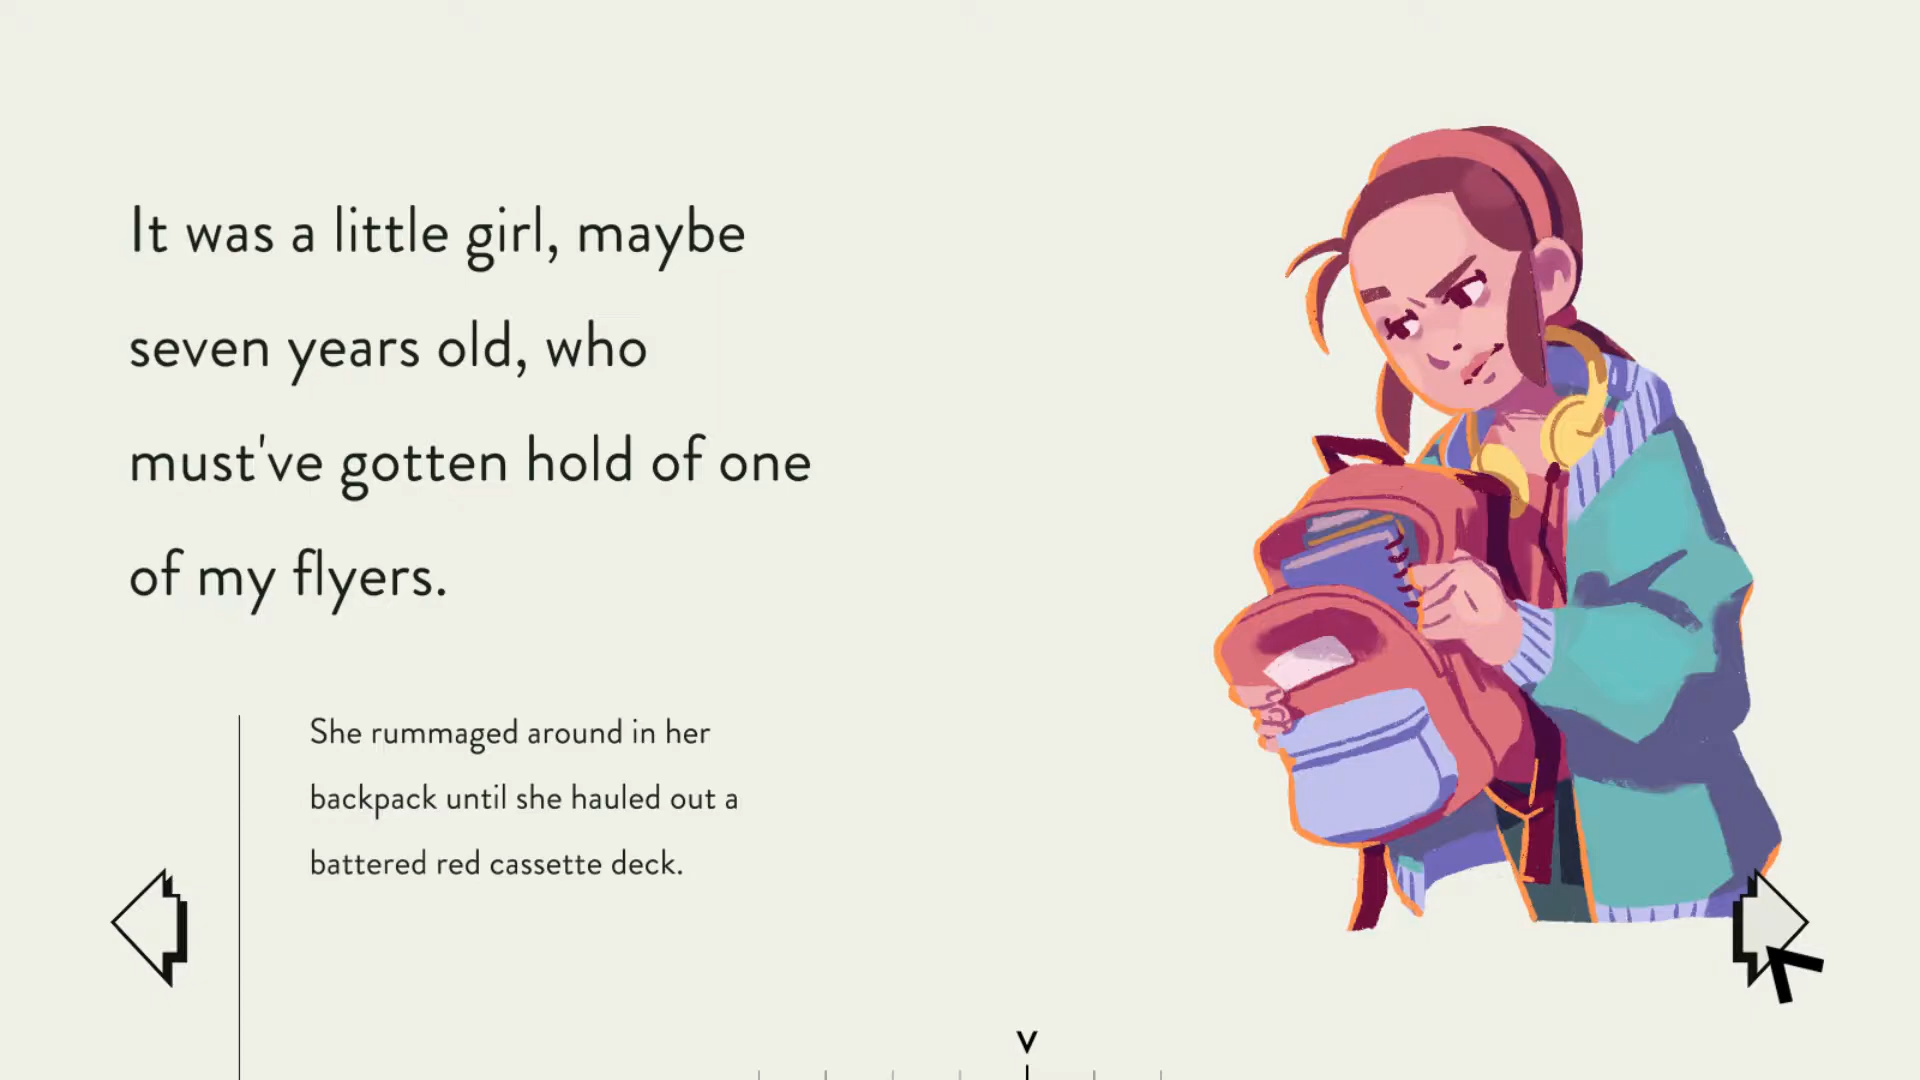 It was a little girl, maybe
seven years old, who
must've gotten hold of one
of my flyers.
She rummaged around in her
backpack until she hauled out a
battered red cassette deck.